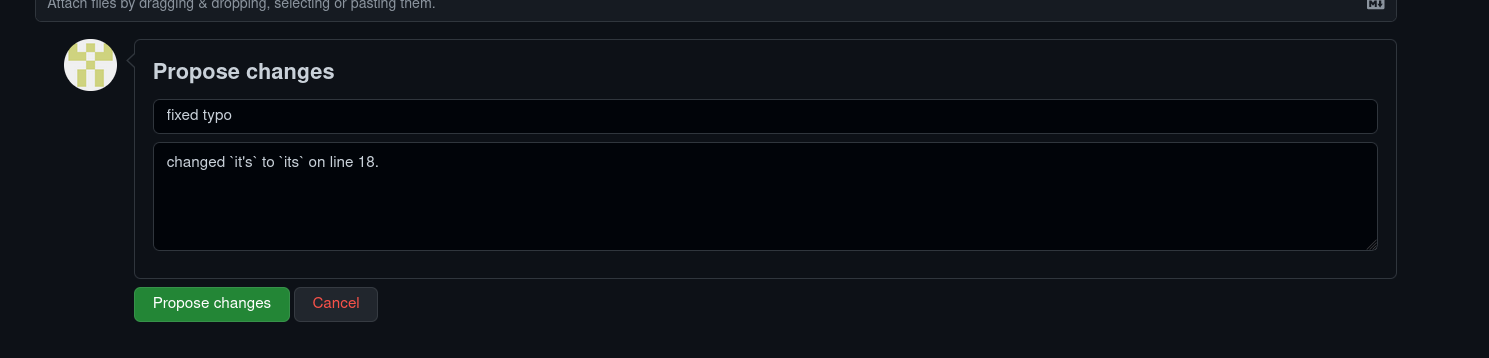 Attach files by dragging & dropping, selecting or pasting them.
Propose changes
fixed typo
changed `it's` to `its` on line 18.
Propose changes
Cancel